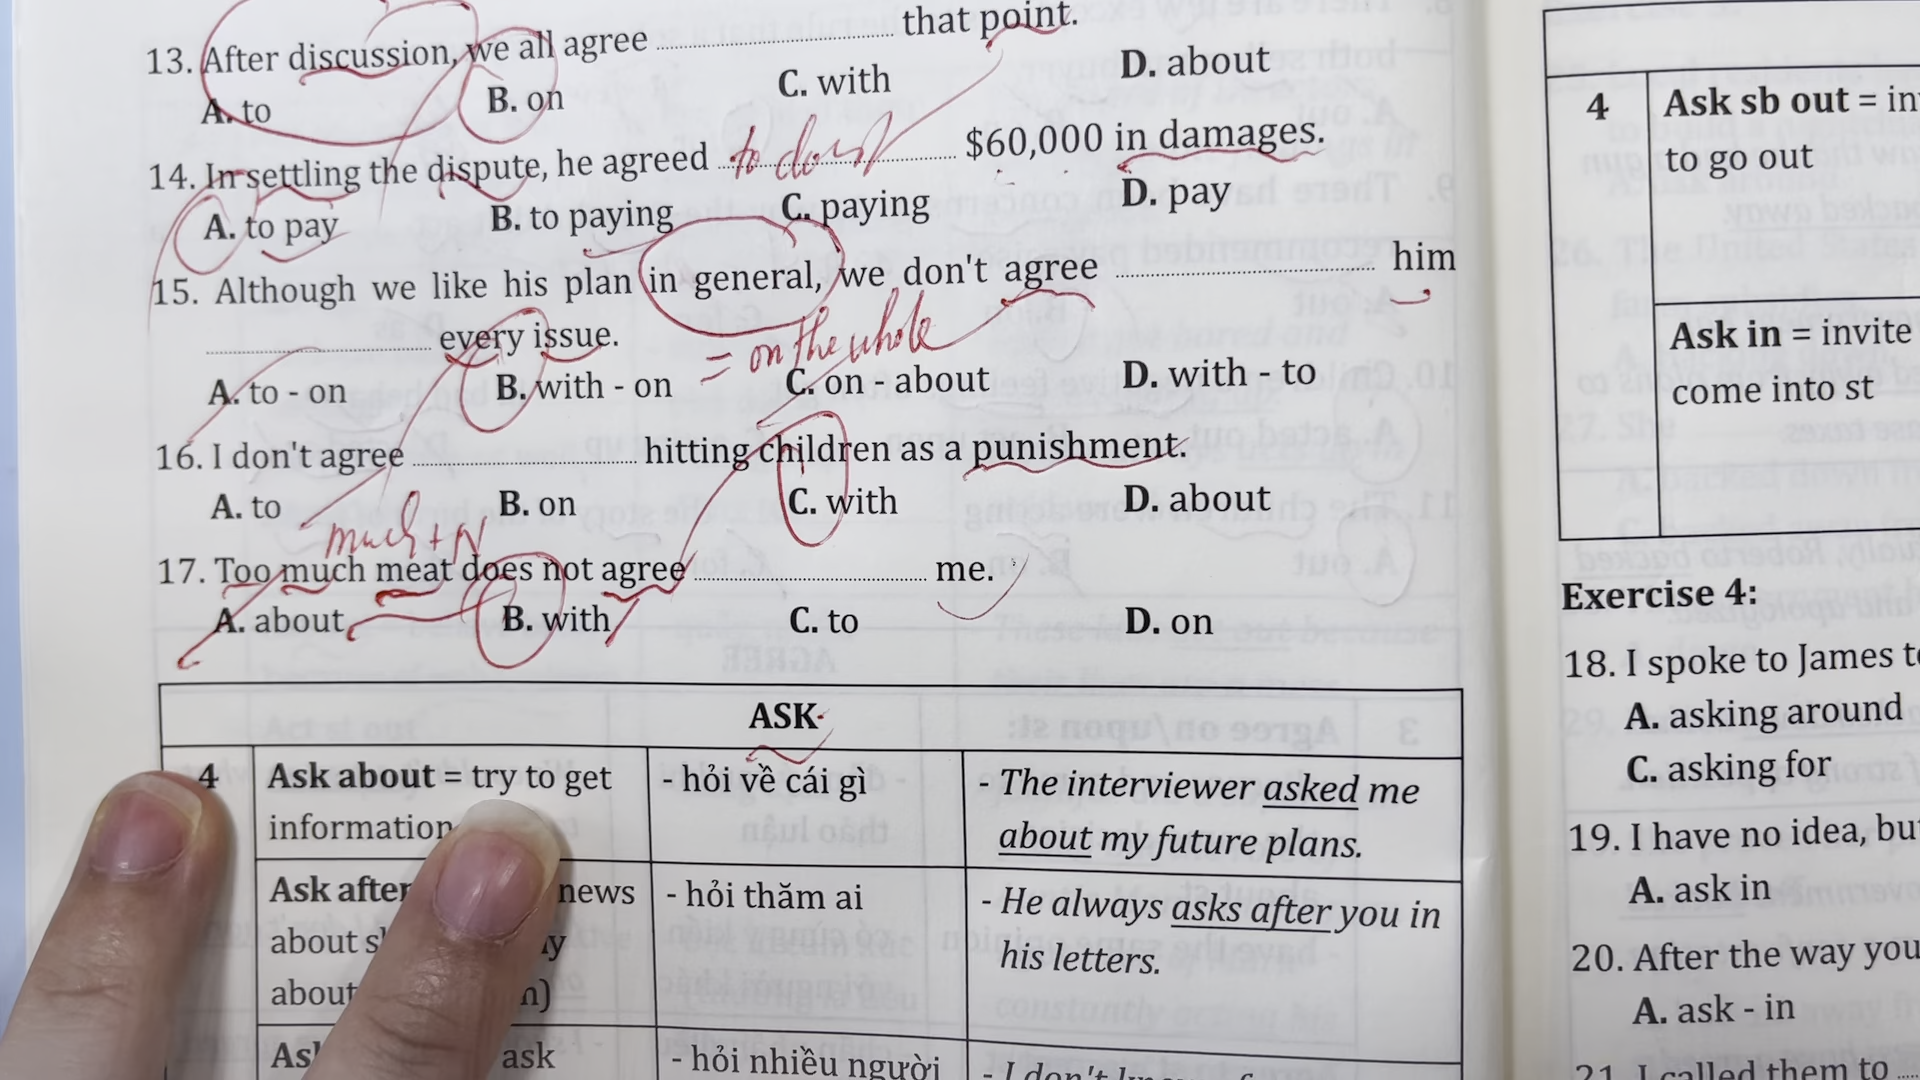 13. After discussion, we all agree .................... that point.
A. to B. on C. with D. about
14. In settling the dispute, he agreed .................... $60,000 in damages.
A. to pay B. to paying C. paying D. pay
15. Although we like his plan in general, we don't agree .................... him
.................... every issue.
= on the whole
A. to - on B. with - on C. on - about D. with - to
16. I don't agree .................... hitting children as a punishment.
A. to B. on C. with D. about
much + N
17. Too much meat does not agree .................... me.
A. about B. with C. to D. on
ASK
4 Ask about = try to get
information
- hỏi về cái gì
- The interviewer asked me
about my future plans.
Ask after news
about
about
- hỏi thăm ai
- He always asks after you in
his letters.
ask
- hỏi nhiều người
4 Ask sb out = in
to go out
Ask in = invite
come into st
Exercise 4:
18. I spoke to James
A. asking around
C. asking for
19. I have no idea, bu
A. ask in
20. After the way you
A. ask - in
21. I called them to